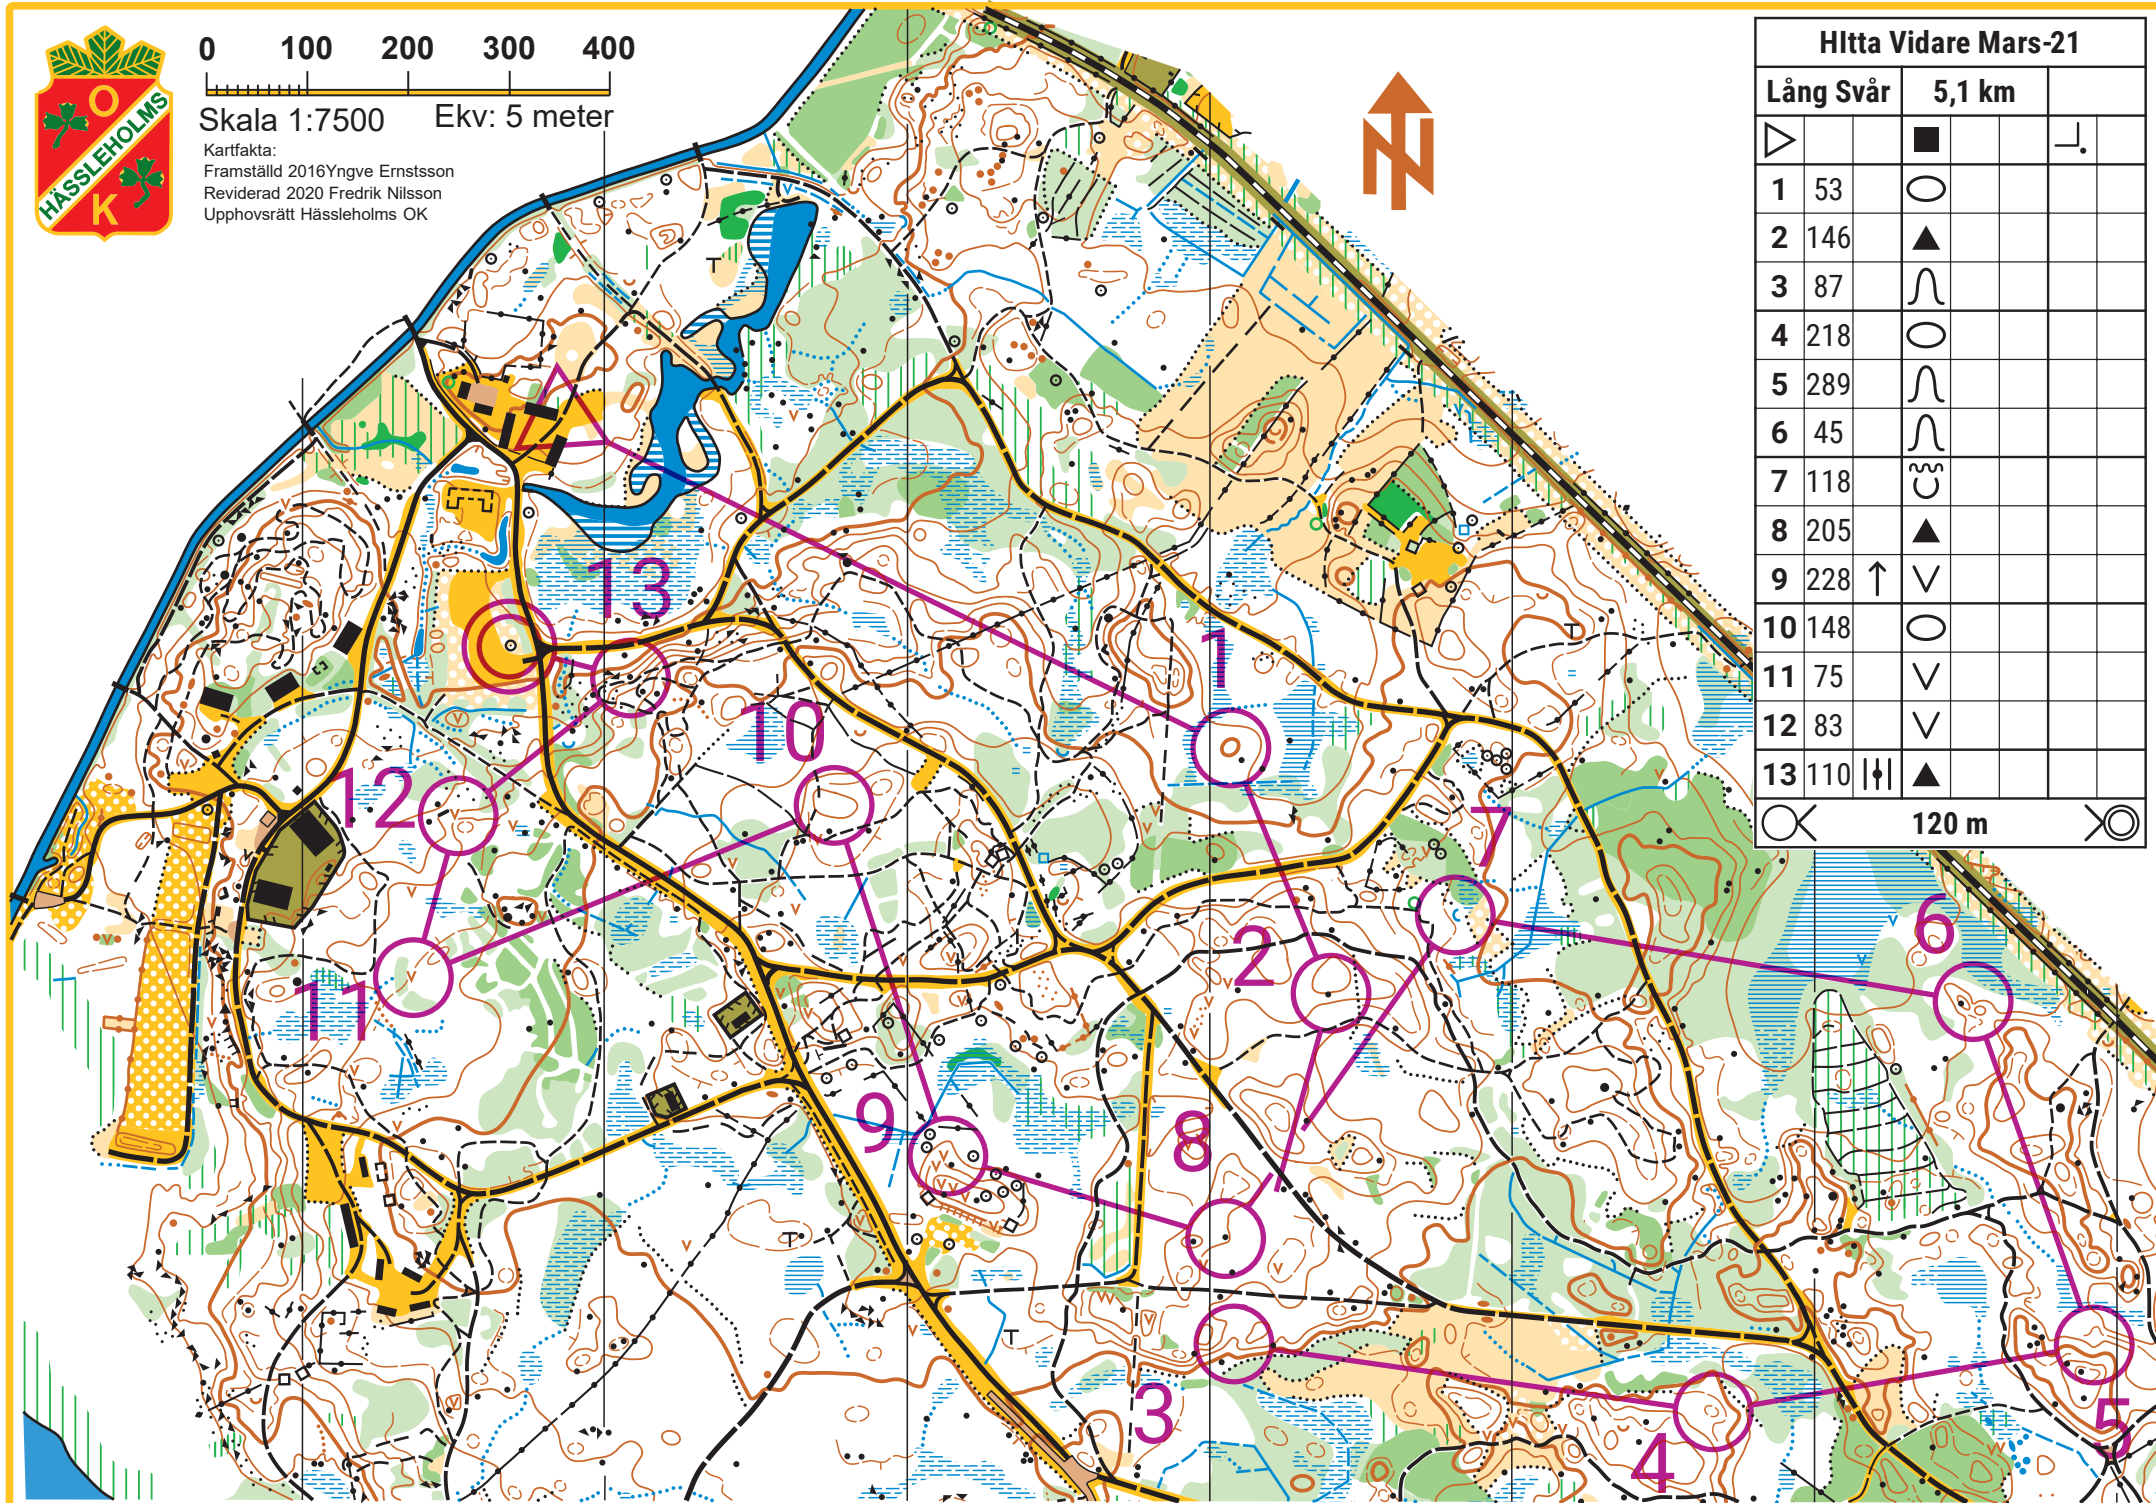 O
HÄSSLEHOLMS
K
0 100 200 300 400
Skala 1:7500 Ekv: 5 meter
Kartfakta:
Framställd 2016Yngve Ernstsson
Reviderad 2020 Fredrik Nilsson
Upphovsrätt Hässleholms OK
N
HItta Vidare Mars-21
Lång Svår 5,1 km
1 53
2 146
3 87
4 218
5 289
6 45
7 118
8 205
9 228
10 148
11 75
12 83
13 110
120 m
13
1
10
12
7
6
2
11
9
8
3
4
5